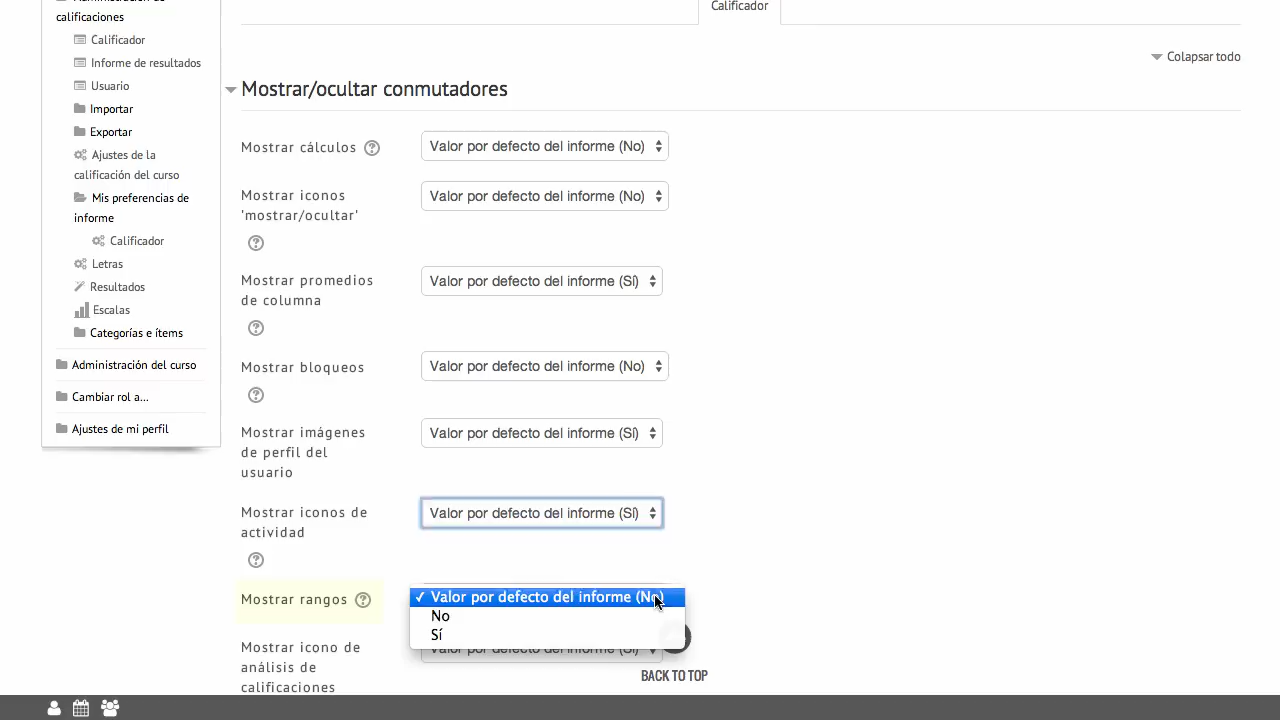 calificaciones
Calificador
Informe de resultados
Usuario
Importar
Exportar
Ajustes de la
calificación del curso
Mis preferencias de
informe
Calificador
Letras
Resultados
Escalas
Categorías e ítems
Administración del curso
Cambiar rol a...
Ajustes de mi perfil
Calificador
Colapsar todo
Mostrar/ocultar conmutadores
Mostrar cálculos
Valor por defecto del informe (No)
Mostrar iconos
'mostrar/ocultar'
Valor por defecto del informe (No)
Mostrar promedios
de columna
Valor por defecto del informe (Sí)
Mostrar bloqueos
Valor por defecto del informe (No)
Mostrar imágenes
de perfil del
usuario
Valor por defecto del informe (Sí)
Mostrar iconos de
actividad
Valor por defecto del informe (Sí)
Mostrar rangos
✓ Valor por defecto del informe (No)
No
Sí
Mostrar icono de
análisis de
calificaciones
Valor por defecto del informe (Sí)
BACK TO TOP